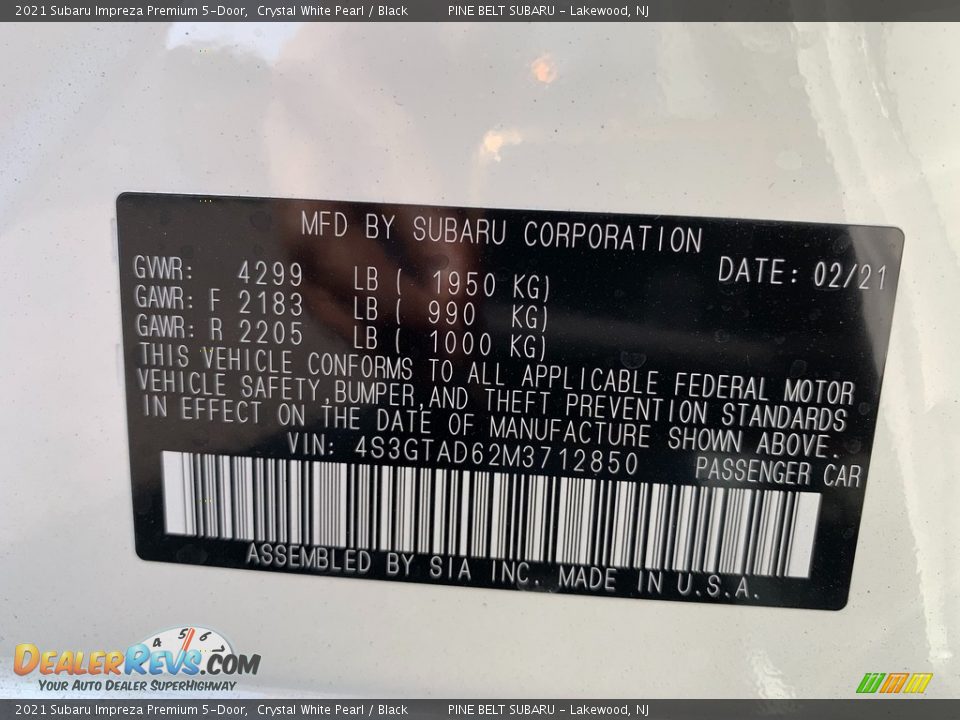 2021 Subaru Impreza Premium 5-Door, Crystal White Pearl / Black PINE BELT SUBARU - Lakewood, NJ
MFD BY SUBARU CORPORATION
DATE: 02/21
GVWR: 4299 LB ( 1950 KG)
GAWR: F 2183 LB ( 990 KG)
GAWR: R 2205 LB ( 1000 KG)
THIS VEHICLE CONFORMS TO ALL APPLICABLE FEDERAL MOTOR
VEHICLE SAFETY,BUMPER,AND THEFT PREVENTION STANDARDS
IN EFFECT ON THE DATE OF MANUFACTURE SHOWN ABOVE.
VIN: 4S3GTAD62M3712850 PASSENGER CAR
ASSEMBLED BY SIA INC. MADE IN U.S.A.
4 5 6 7
DEALERREVS.COM
YOUR AUTO DEALER SUPERHIGHWAY
2021 Subaru Impreza Premium 5-Door, Crystal White Pearl / Black PINE BELT SUBARU - Lakewood, NJ